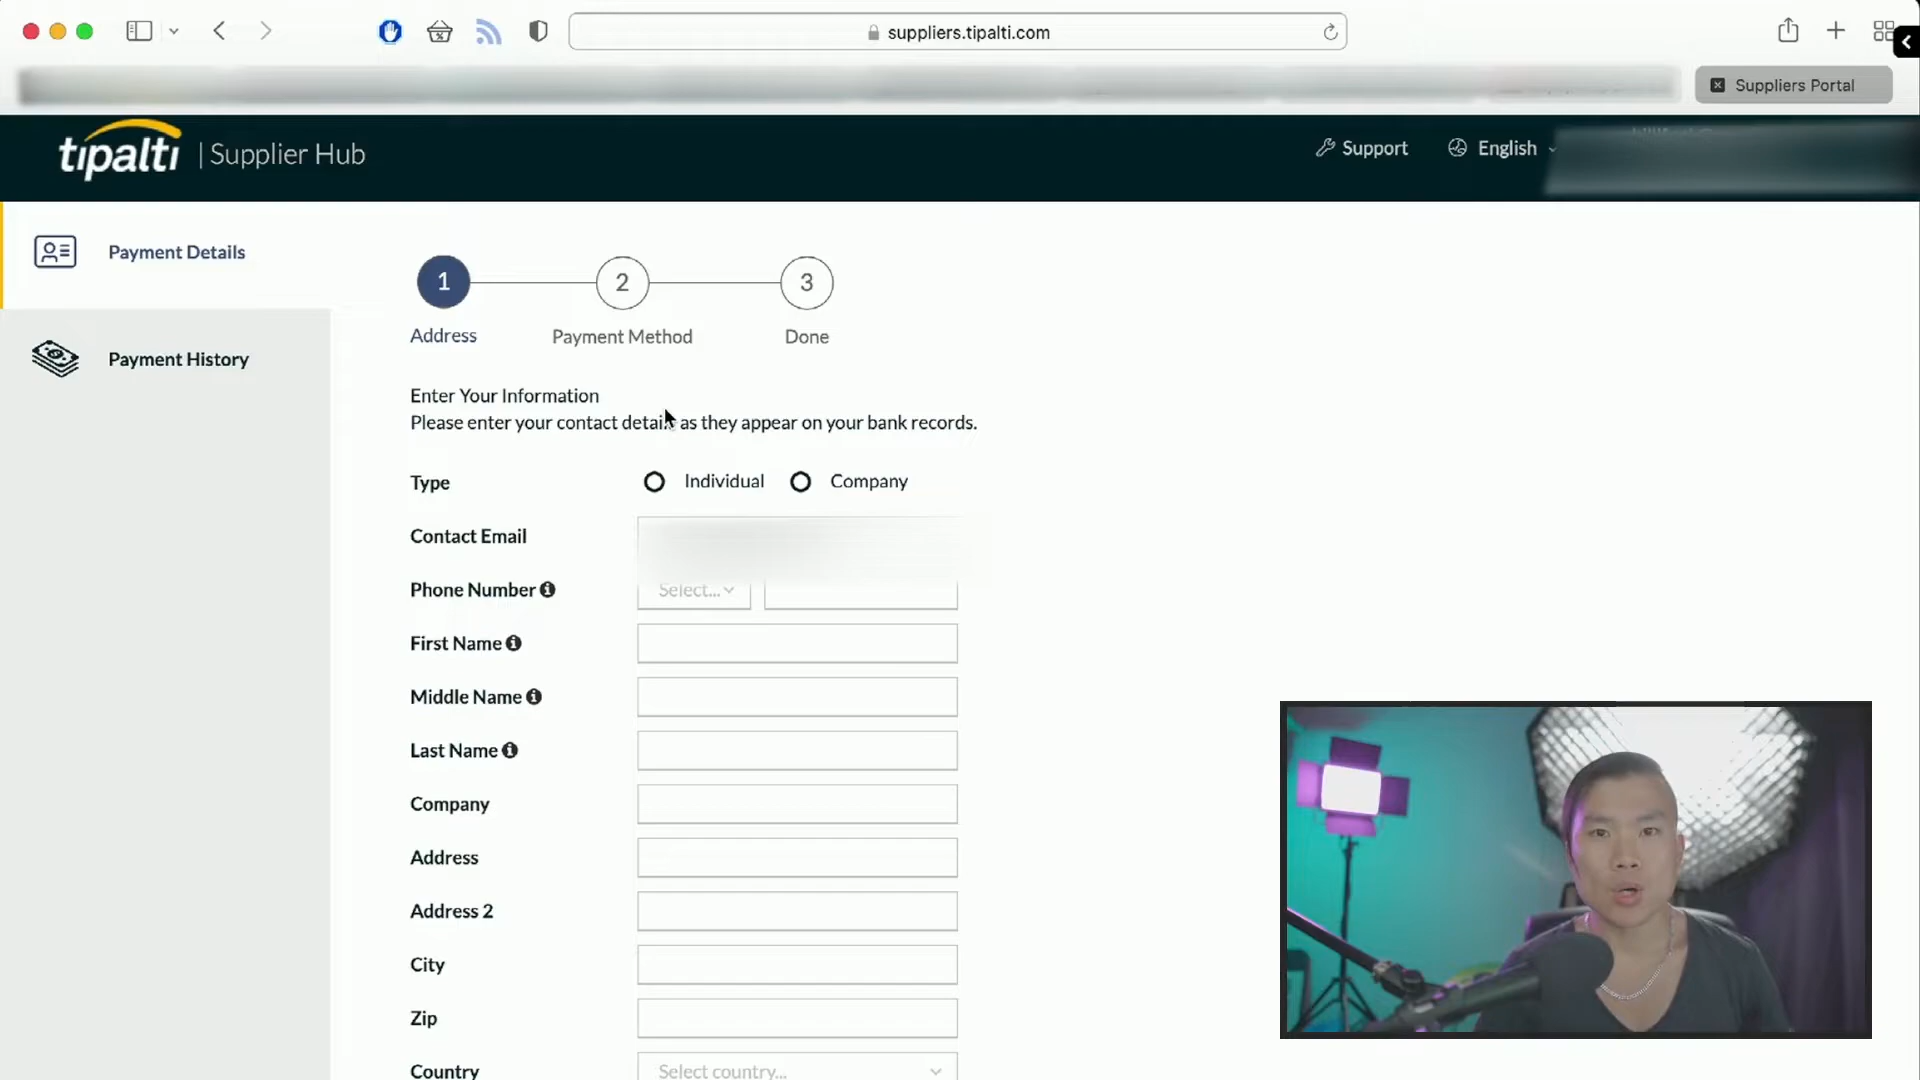 suppliers.tipalti.com
Suppliers Portal
tipalti | Supplier Hub
Support
English
Payment Details
Payment History
1
2
3
Address
Payment Method
Done
Enter Your Information
Please enter your contact details as they appear on your bank records.
Type
Individual
Company
Contact Email
Phone Number
Select...
First Name
Middle Name
Last Name
Company
Address
Address 2
City
Zip
Country
Select country...